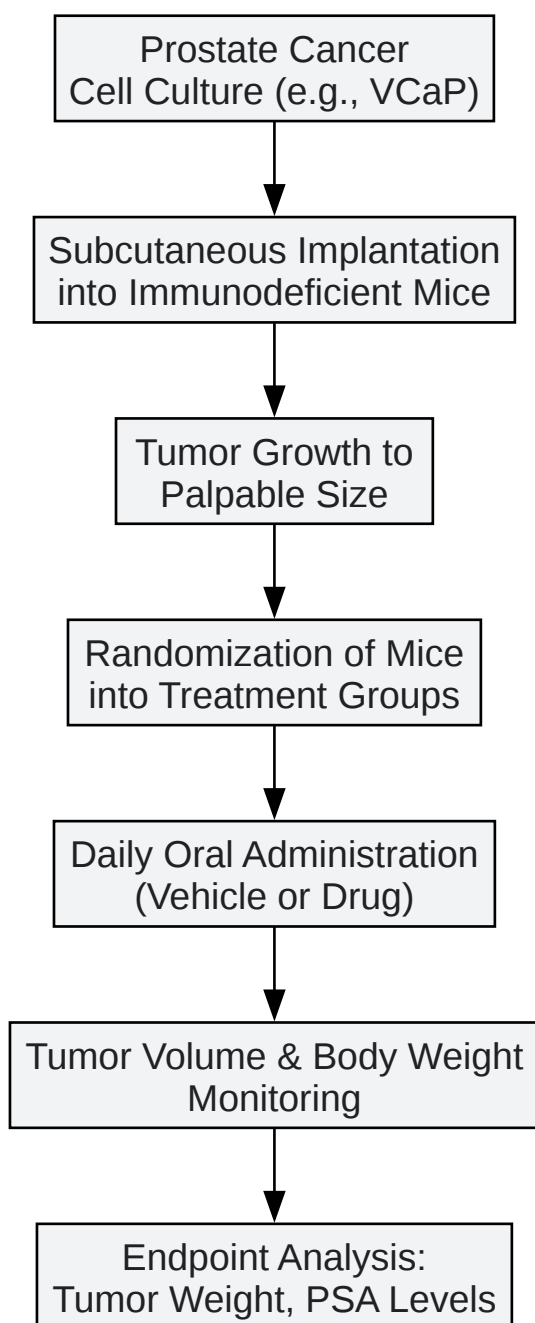 Prostate Cancer
Cell Culture (e.g., VCaP)
Subcutaneous Implantation
into Immunodeficient Mice
Tumor Growth to
Palpable Size
Randomization of Mice
into Treatment Groups
Daily Oral Administration
(Vehicle or Drug)
Tumor Volume & Body Weight
Monitoring
Endpoint Analysis:
Tumor Weight, PSA Levels